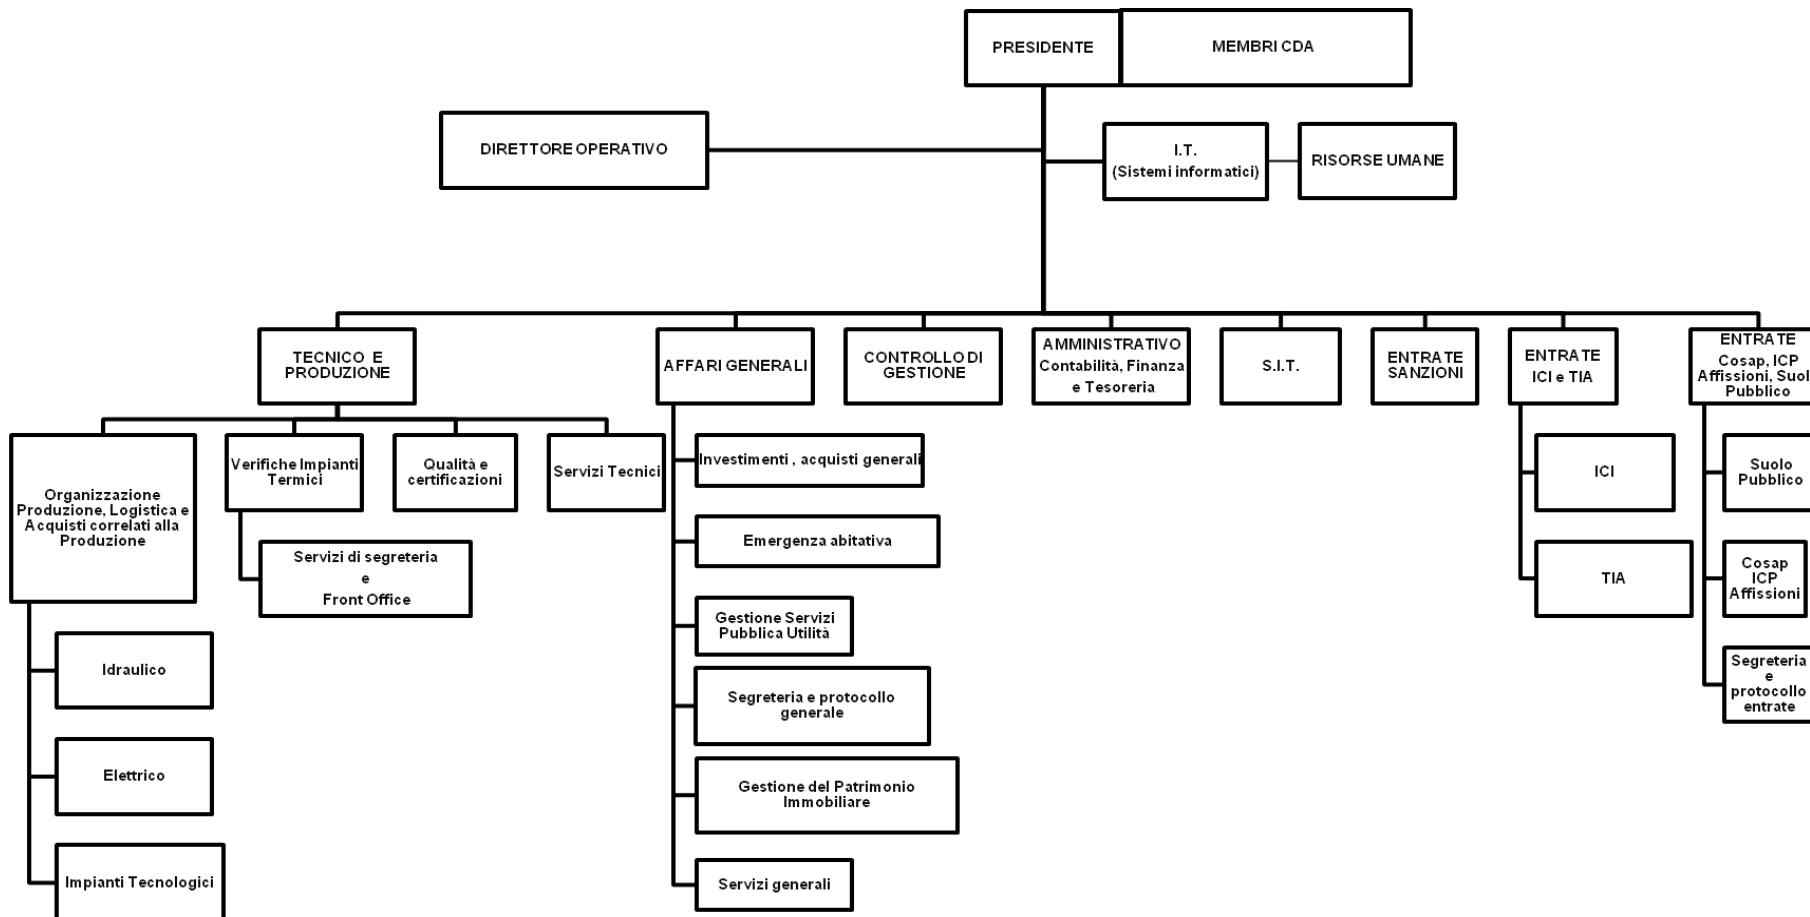 PRESIDENTE
MEMBRI CDA
DIRETTORE OPERATIVO
I.T.
(Sistemi informatici)
RISORSE UMANE
TECNICO E
PRODUZIONE
AFFARI GENERALI
CONTROLLO DI
GESTIONE
AMMINISTRATIVO
Contabilità, Finanza
e Tesoreria
S.I.T.
ENTRATE
SANZIONI
ENTRATE
ICI e TIA
ENTRATE
Cosap, ICP
Affissioni, Suol
Pubblico
Organizzazione
Produzione, Logistica e
Acquisti correlati alla
Produzione
Verifiche Impianti
Termici
Qualità e
certificazioni
Servizi Tecnici
Servizi di segreteria
e
Front Office
Idraulico
Elettrico
Impianti Tecnologici
Investimenti , acquisti generali
Emergenza abitativa
Gestione Servizi
Pubblica Utilità
Segreteria e protocollo
generale
Gestione del Patrimonio
Immobiliare
Servizi generali
ICI
TIA
Suolo
Pubblico
Cosap
ICP
Affissioni
Segreteria
e
protocollo
entrate